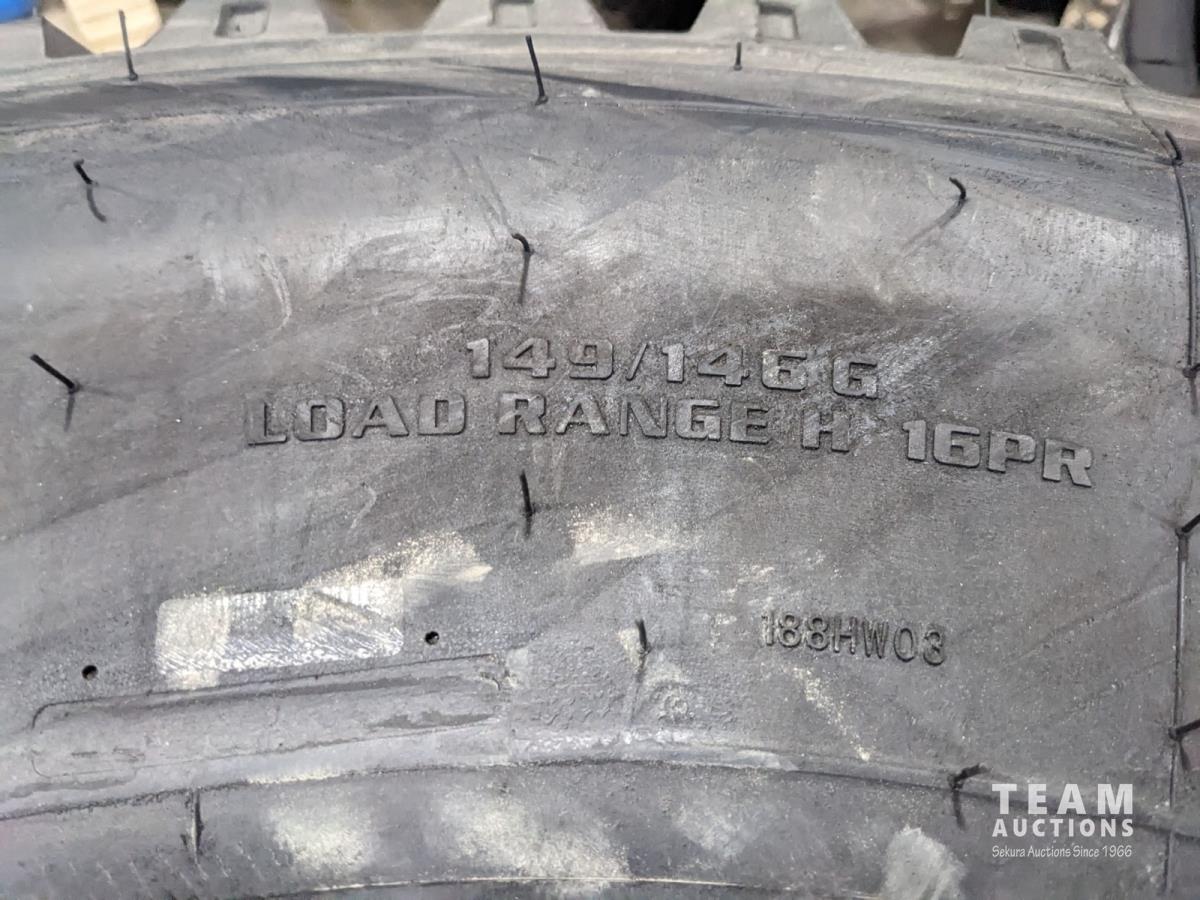 149/146 G
LOAD RANGE H 16PR
188HW03
TEAM
AUCTIONS
Sekura Auctions Since 1966